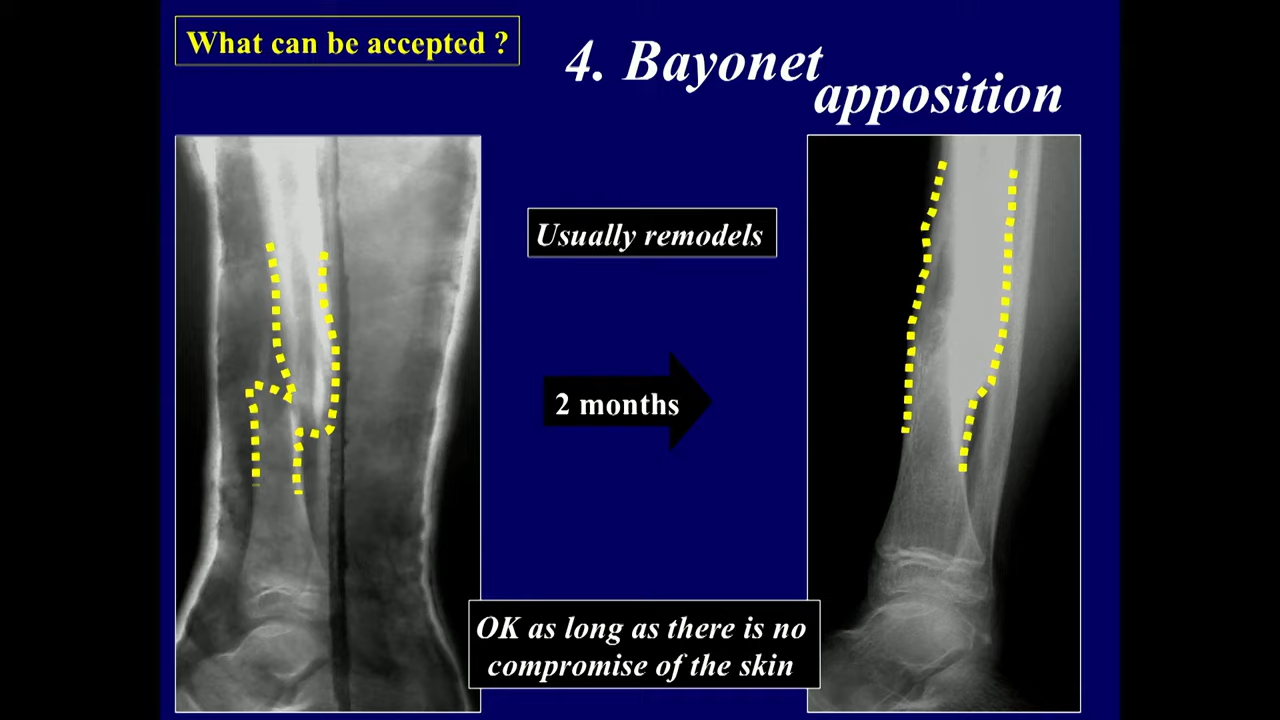 What can be accepted ?
4. Bayonet
apposition
Usually remodels
2 months
OK as long as there is no
compromise of the skin